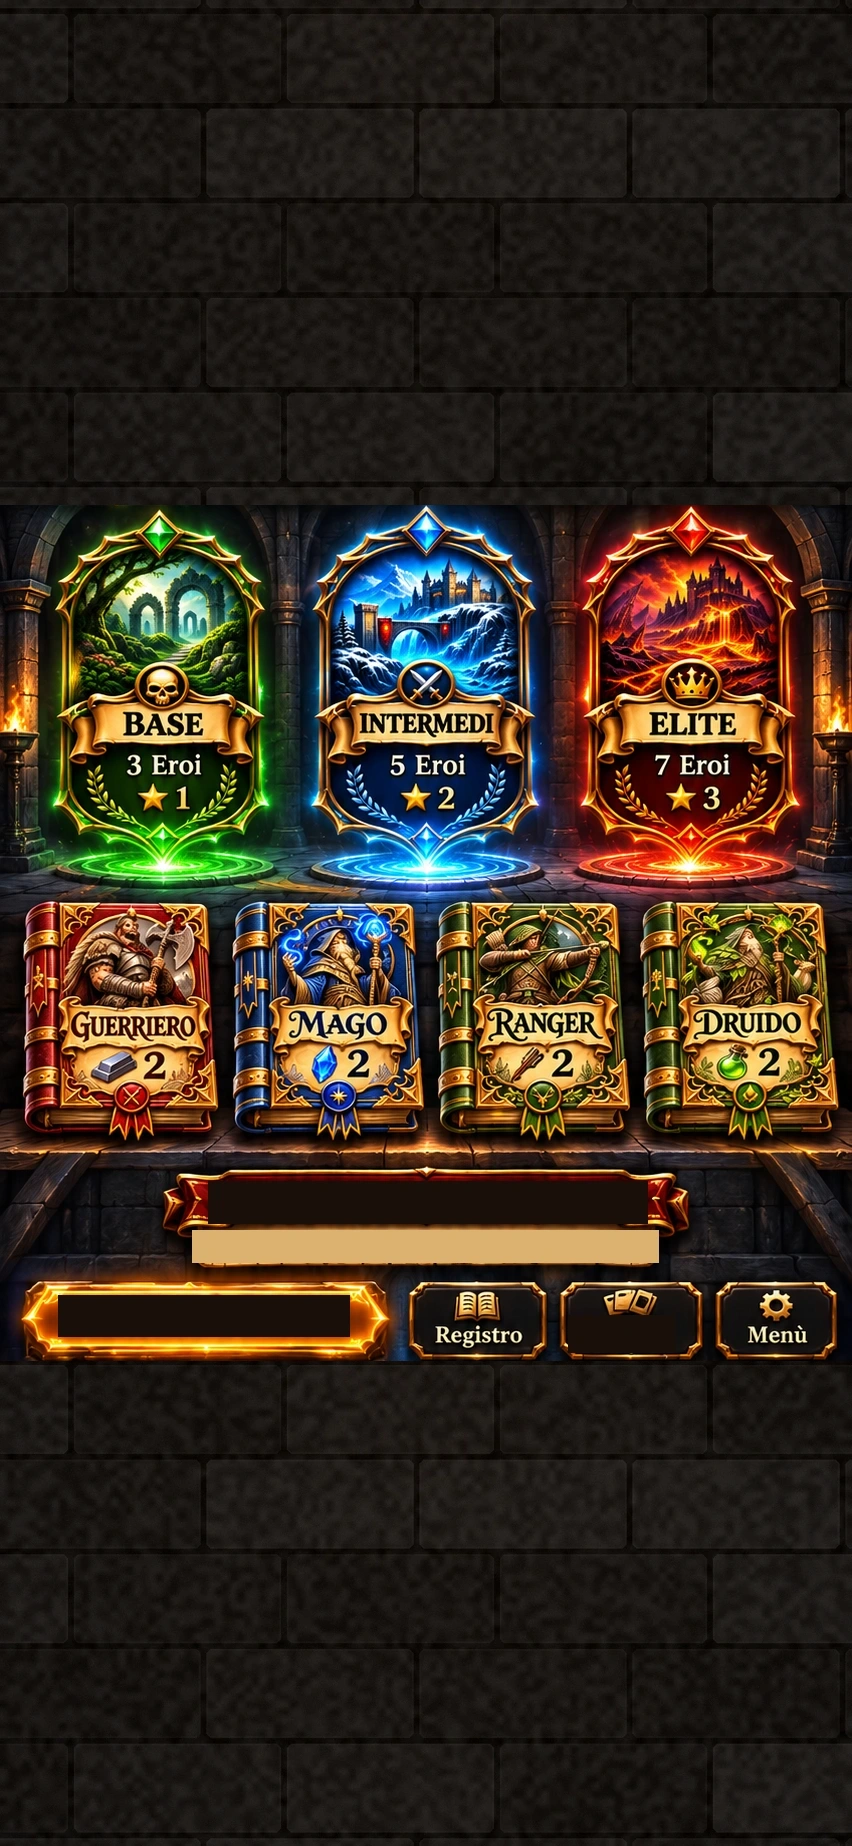 BASE
3 Eroi
1
INTERMEDI
5 Eroi
2
ELITE
7 Eroi
3
GUERRIERO
2
MAGO
2
RANGER
2
DRUIDO
2
Registro
Menù